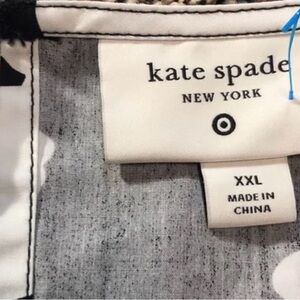 kate spade
NEW YORK
XXL
MADE IN
CHINA